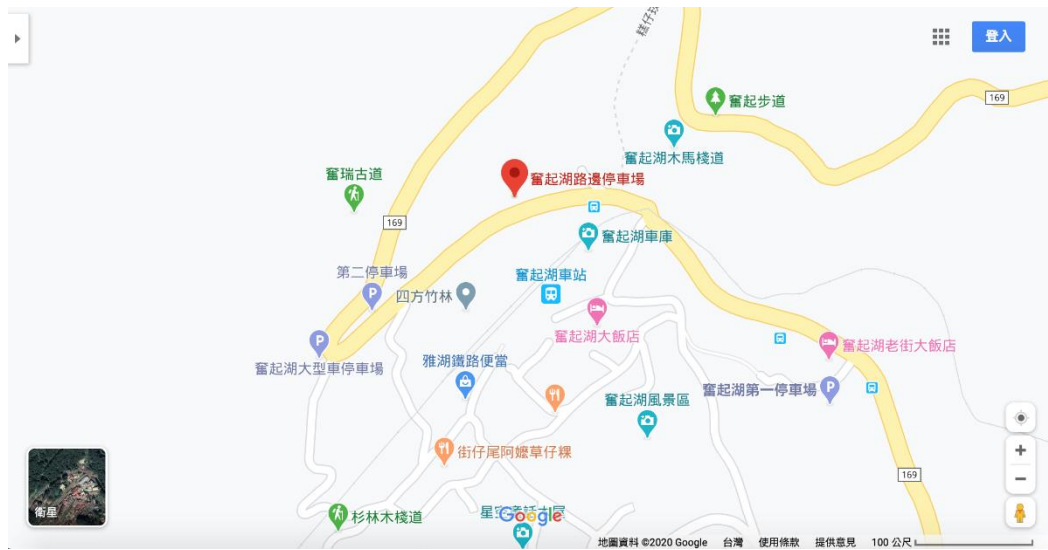 糕仔崁
登入
169
奮起步道
奮起湖木馬棧道
奮瑞古道
奮起湖路邊停車場
169
奮起湖車庫
第二停車場
奮起湖車站
四方竹林
奮起湖大飯店
奮起湖老街大飯店
奮起湖大型車停車場
雅湖鐵路便當
奮起湖第一停車場
奮起湖風景區
街仔尾阿嬤草仔粿
169
衛星
杉林木棧道
Google
地圖資料 ©2020 Google 台灣 使用條款 提供意見 100 公尺